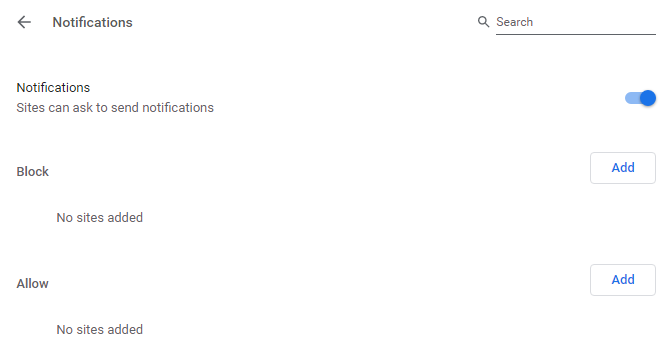 Notifications
Search
Notifications
Sites can ask to send notifications
Block
Add
No sites added
Allow
Add
No sites added